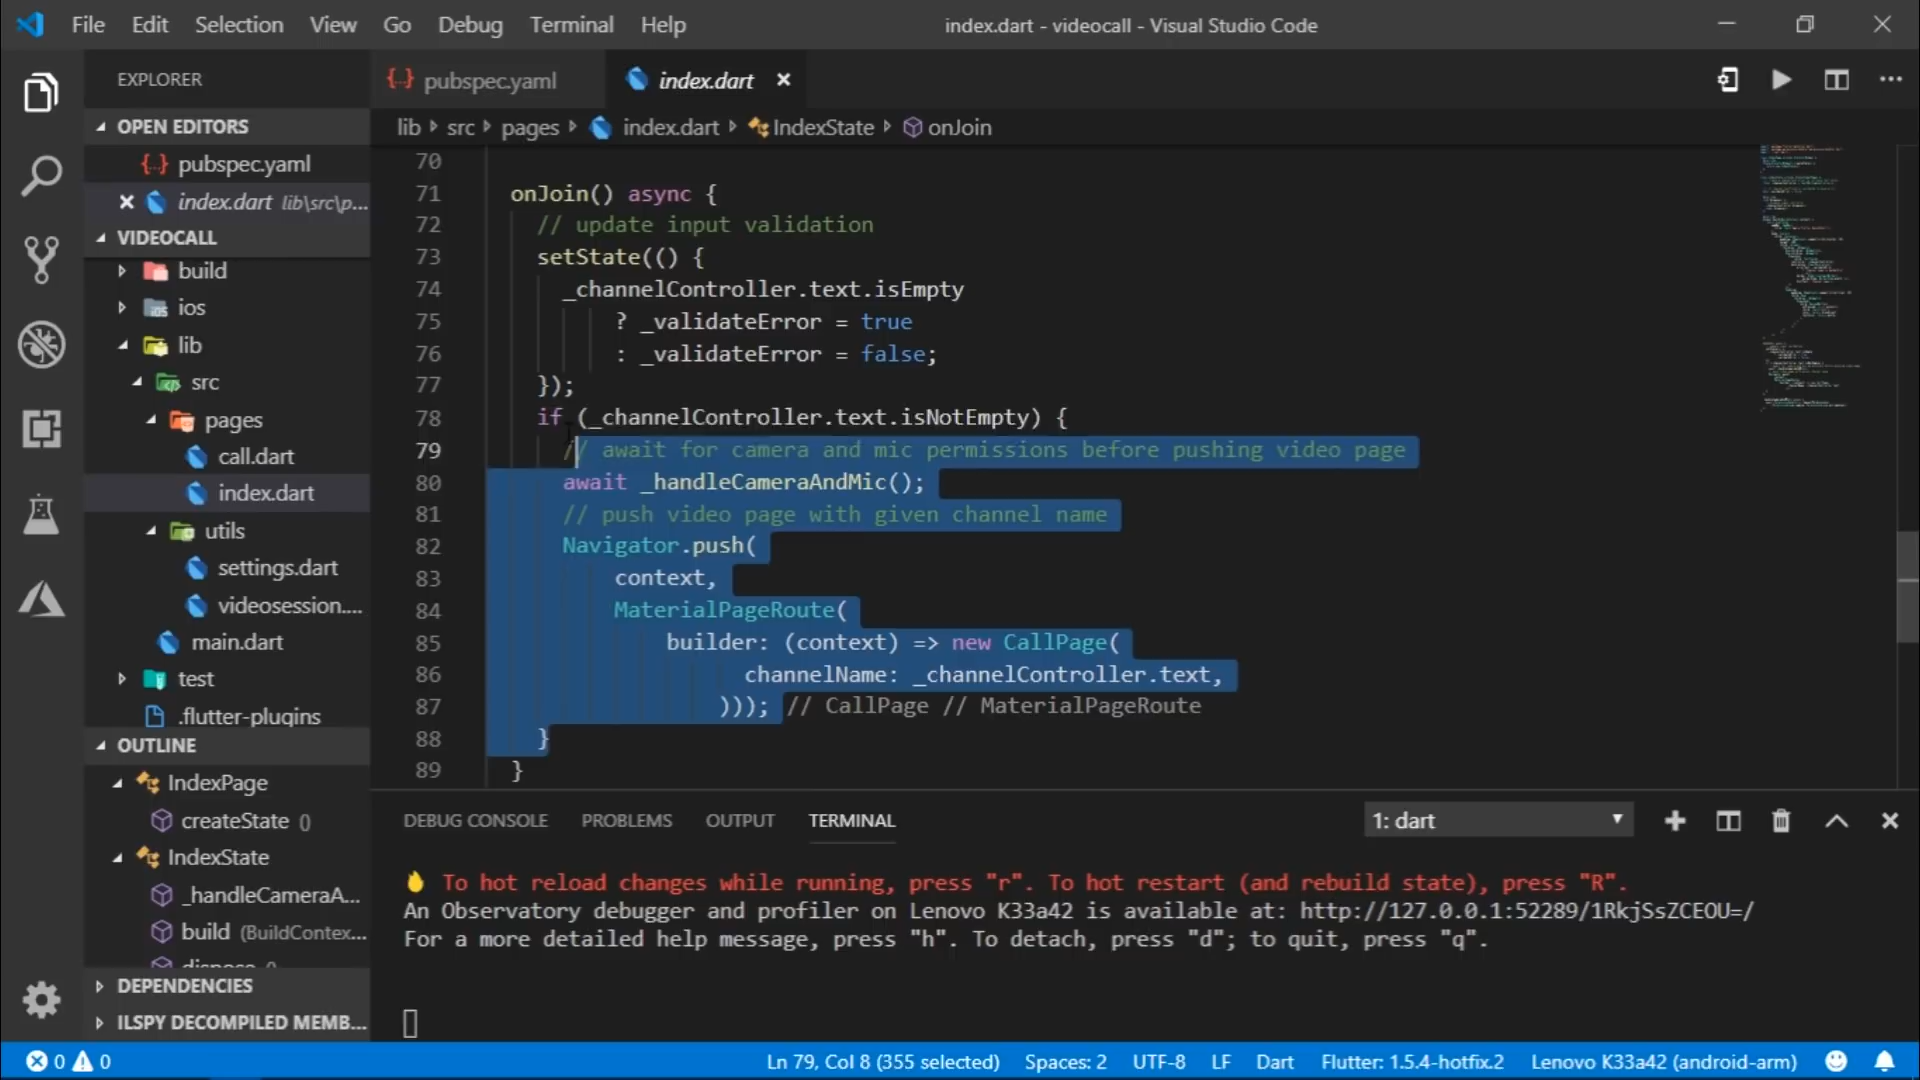 File Edit Selection View Go Debug Terminal Help index.dart - videocall - Visual Studio Code
EXPLORER
OPEN EDITORS
pubspec.yaml
index.dart lib\src\p...
VIDEOCALL
build
ios
lib
src
pages
call.dart
index.dart
utils
settings.dart
videosession....
main.dart
test
.flutter-plugins
OUTLINE
IndexPage
createState ()
IndexState
_handleCameraA...
build (BuildContex...
dispose ()
DEPENDENCIES
ILSPY DECOMPILED MEMB...
pubspec.yaml index.dart
lib src pages index.dart IndexState onJoin
70
71 onJoin() async {
72 // update input validation
73 setState(() {
74 _channelController.text.isEmpty
75 ? _validateError = true
76 : _validateError = false;
77 });
78 if (_channelController.text.isNotEmpty) {
79 // await for camera and mic permissions before pushing video page
80 await _handleCameraAndMic();
81 // push video page with given channel name
82 Navigator.push(
83 context,
84 MaterialPageRoute(
85 builder: (context) => new CallPage(
86 channelName: _channelController.text,
87 ))); // CallPage // MaterialPageRoute
88 }
89 }
DEBUG CONSOLE PROBLEMS OUTPUT TERMINAL 1: dart
To hot reload changes while running, press "r". To hot restart (and rebuild state), press "R".
An Observatory debugger and profiler on Lenovo K33a42 is available at: http://127.0.0.1:52289/1RkjSsZCEOU=/
For a more detailed help message, press "h". To detach, press "d"; to quit, press "q".
0 0 Ln 79, Col 8 (355 selected) Spaces: 2 UTF-8 LF Dart Flutter: 1.5.4-hotfix.2 Lenovo K33a42 (android-arm)